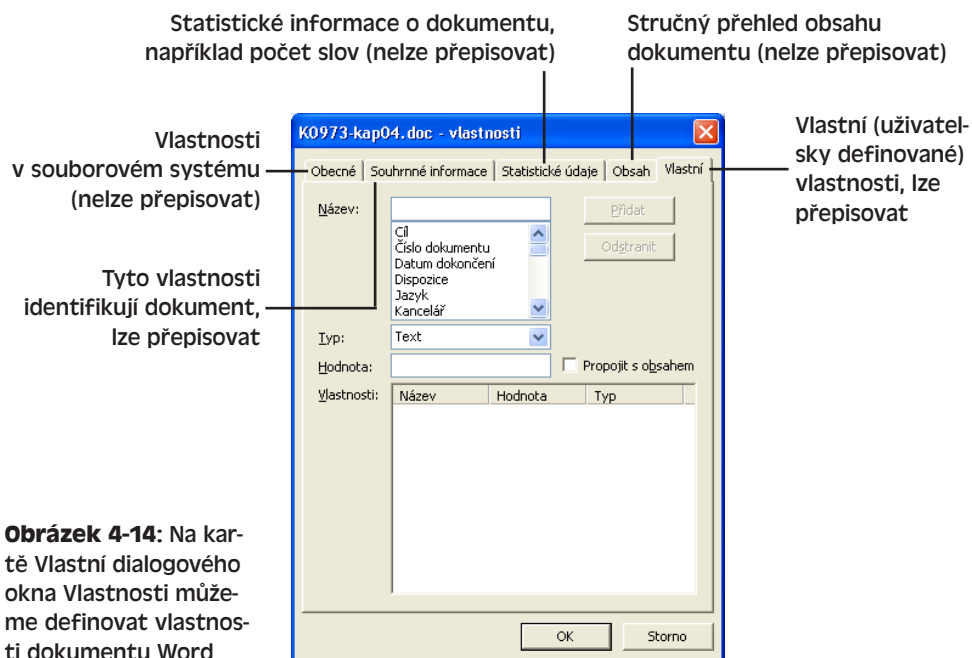 Statistické informace o dokumentu,
například počet slov (nelze přepisovat)
Stručný přehled obsahu
dokumentu (nelze přepisovat)
Vlastnosti
v souborovém systému
(nelze přepisovat)
Tyto vlastnosti
identifikují dokument,
lze přepisovat
Vlastní (uživatel-
sky definované)
vlastnosti, lze
přepisovat
K0973-kap04.doc - vlastnosti
Obecné Souhrnné informace Statistické údaje Obsah Vlastní
Název:
Přidat
Cíl
Číslo dokumentu
Odstranit
Datum dokončení
Dispozice
Jazyk
Kancelář
Typ: Text
Hodnota: Propojit s obsahem
Vlastnosti: Název Hodnota Typ
OK Storno
Obrázek 4-14: Na kar-
tě Vlastní dialogového
okna Vlastnosti může-
me definovat vlastnos-
ti dokumentu Word